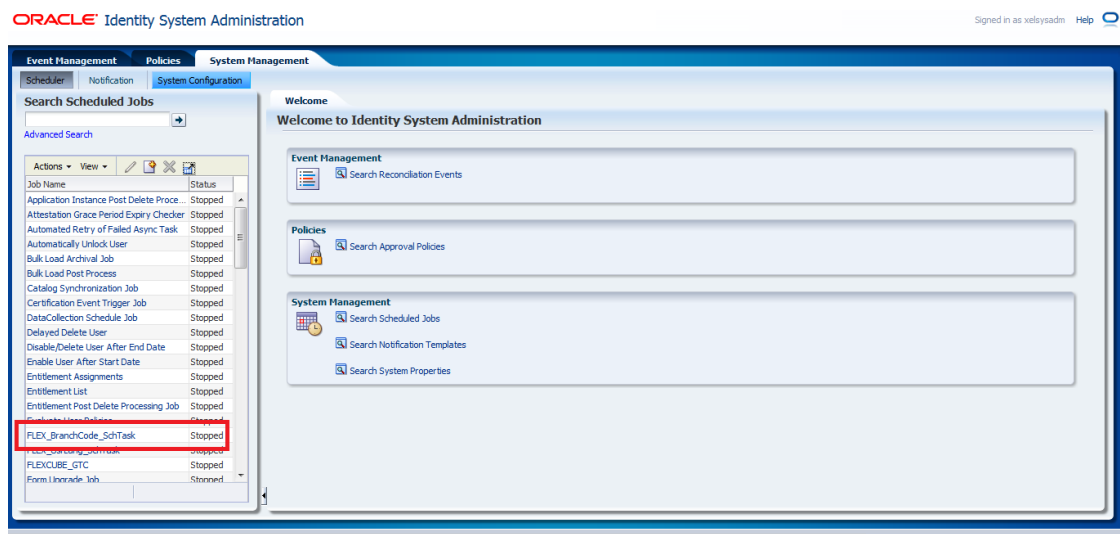 ORACLE Identity System Administration
Signed in as xelsysadm Help
Event Management Policies System Management
Scheduler Notification System Configuration
Search Scheduled Jobs
Advanced Search
Actions View
Job Name Status
Application Instance Post Delete Proce... Stopped
Attestation Grace Period Expiry Checker Stopped
Automated Retry of Failed Async Task Stopped
Automatically Unlock User Stopped
Bulk Load Archival Job Stopped
Bulk Load Post Process Stopped
Catalog Synchronization Job Stopped
Certification Event Trigger Job Stopped
DataCollection Schedule Job Stopped
Delayed Delete User Stopped
Disable/Delete User After End Date Stopped
Enable User After Start Date Stopped
Entitlement Assignments Stopped
Entitlement List Stopped
Entitlement Post Delete Processing Job Stopped
Evaluate User Policies Stopped
FLEX_BranchCode_SchTask Stopped
Stopped
FLEXCUBE_GTC Stopped
Form Upgrade Job Stopped
Welcome
Welcome to Identity System Administration
Event Management
Search Reconciliation Events
Policies
Search Approval Policies
System Management
Search Scheduled Jobs
Search Notification Templates
Search System Properties